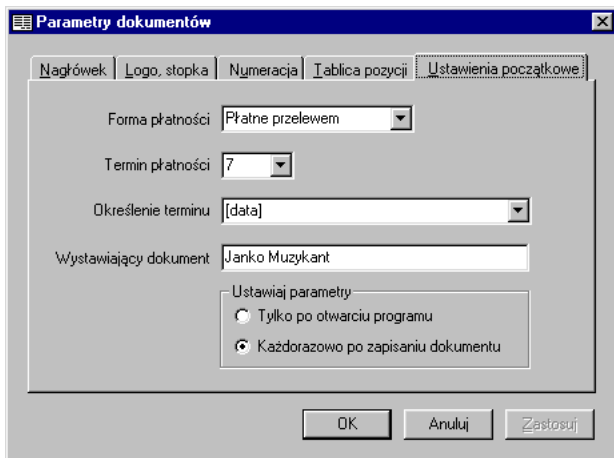 Parametry dokumentów
Nagłówek Logo, stopka Numeracja Tablica pozycji Ustawienia początkowe
Forma płatności Płatne przelewem
Termin płatności 7
Określenie terminu [data]
Wystawiający dokument Janko Muzykant
Ustawiaj parametry
Tylko po otwarciu programu
Każdorazowo po zapisaniu dokumentu
OK Anuluj Zastosuj